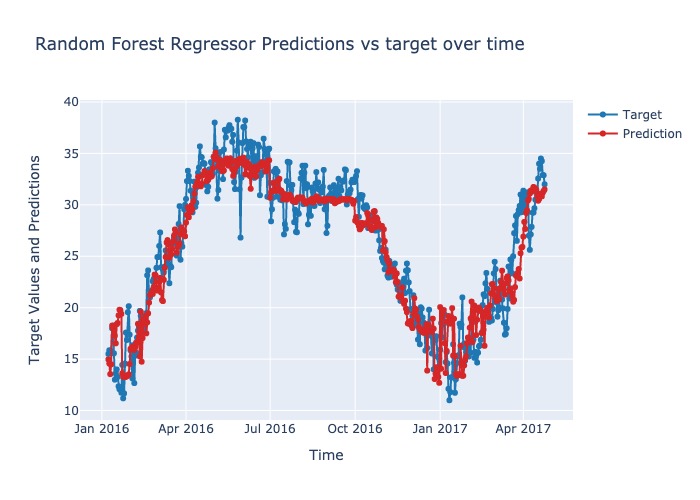 Random Forest Regressor Predictions vs target over time
40
35
30
25
20
15
10
Target Values and Predictions
Jan 2016
Apr 2016
Jul 2016
Oct 2016
Jan 2017
Apr 2017
Time
Target
Prediction